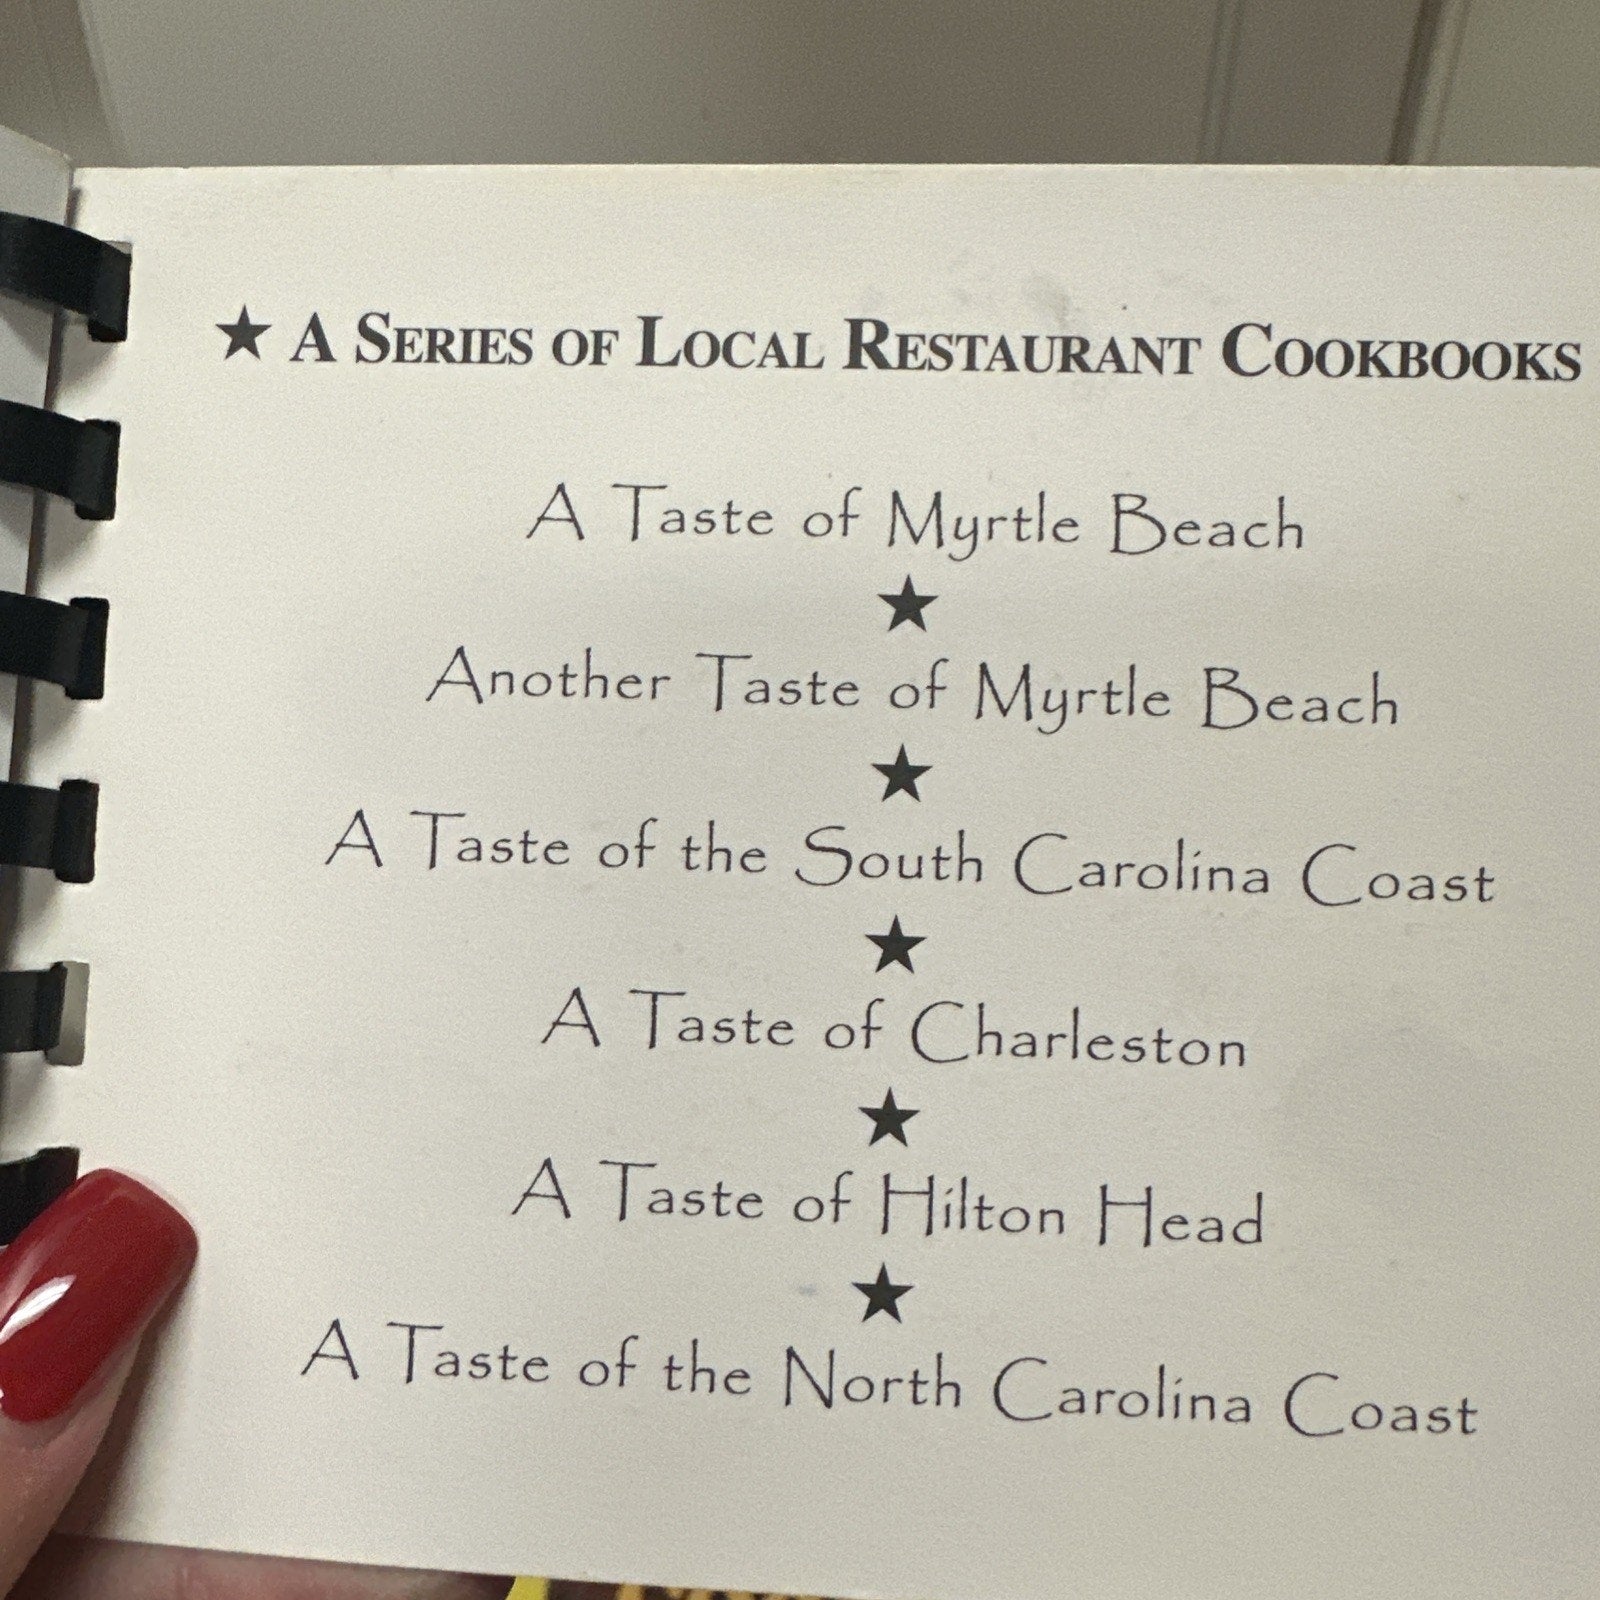 ★ A Series of Local Restaurant Cookbooks
A Taste of Myrtle Beach
★
Another Taste of Myrtle Beach
★
A Taste of the South Carolina Coast
★
A Taste of Charleston
★
A Taste of Hilton Head
★
A Taste of the North Carolina Coast